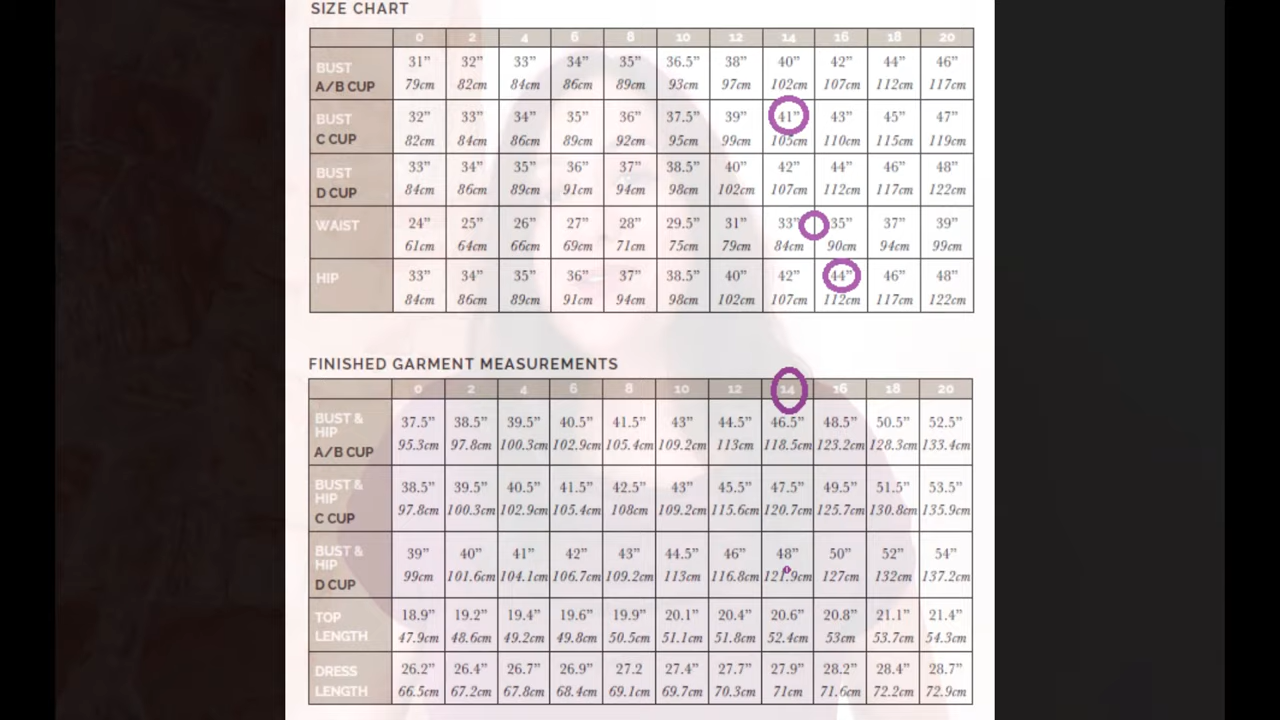 SIZE CHART
0 2 4 6 8 10 12 14 16 18 20
BUST 31” 32” 33” 34” 35” 36.5” 38” 40” 42” 44” 46”
A/B CUP 79cm 82cm 84cm 86cm 89cm 93cm 97cm 102cm 107cm 112cm 117cm
BUST 32” 33” 34” 35” 36” 37.5” 39” 41” 43” 45” 47”
C CUP 82cm 84cm 86cm 89cm 92cm 95cm 99cm 105cm 110cm 115cm 119cm
BUST 33” 34” 35” 36” 37” 38.5” 40” 42” 44” 46” 48”
D CUP 84cm 86cm 89cm 91cm 94cm 98cm 102cm 107cm 112cm 117cm 122cm
WAIST 24” 25” 26” 27” 28” 29.5” 31” 33” 35” 37” 39”
61cm 64cm 66cm 69cm 71cm 75cm 79cm 84cm 90cm 94cm 99cm
HIP 33” 34” 35” 36” 37” 38.5” 40” 42” 44” 46” 48”
84cm 86cm 89cm 91cm 94cm 98cm 102cm 107cm 112cm 117cm 122cm
FINISHED GARMENT MEASUREMENTS
0 2 4 6 8 10 12 14 16 18 20
BUST & HIP 37.5” 38.5” 39.5” 40.5” 41.5” 43” 44.5” 46.5” 48.5” 50.5” 52.5”
A/B CUP 95.3cm 97.8cm 100.3cm 102.9cm 105.4cm 109.2cm 113cm 118.5cm 123.2cm 128.3cm 133.4cm
BUST & HIP 38.5” 39.5” 40.5” 41.5” 42.5” 43” 45.5” 47.5” 49.5” 51.5” 53.5”
C CUP 97.8cm 100.3cm 102.9cm 105.4cm 108cm 109.2cm 115.6cm 120.7cm 125.7cm 130.8cm 135.9cm
BUST & HIP 39” 40” 41” 42” 43” 44.5” 46” 48” 50” 52” 54”
D CUP 99cm 101.6cm 104.1cm 106.7cm 109.2cm 113cm 116.8cm 121.9cm 127cm 132cm 137.2cm
TOP 18.9” 19.2” 19.4” 19.6” 19.9” 20.1” 20.4” 20.6” 20.8” 21.1” 21.4”
LENGTH 47.9cm 48.6cm 49.2cm 49.8cm 50.5cm 51.1cm 51.8cm 52.4cm 53cm 53.7cm 54.3cm
DRESS 26.2” 26.4” 26.7” 26.9” 27.2 27.4” 27.7” 27.9” 28.2” 28.4” 28.7”
LENGTH 66.5cm 67.2cm 67.8cm 68.4cm 69.1cm 69.7cm 70.3cm 71cm 71.6cm 72.2cm 72.9cm